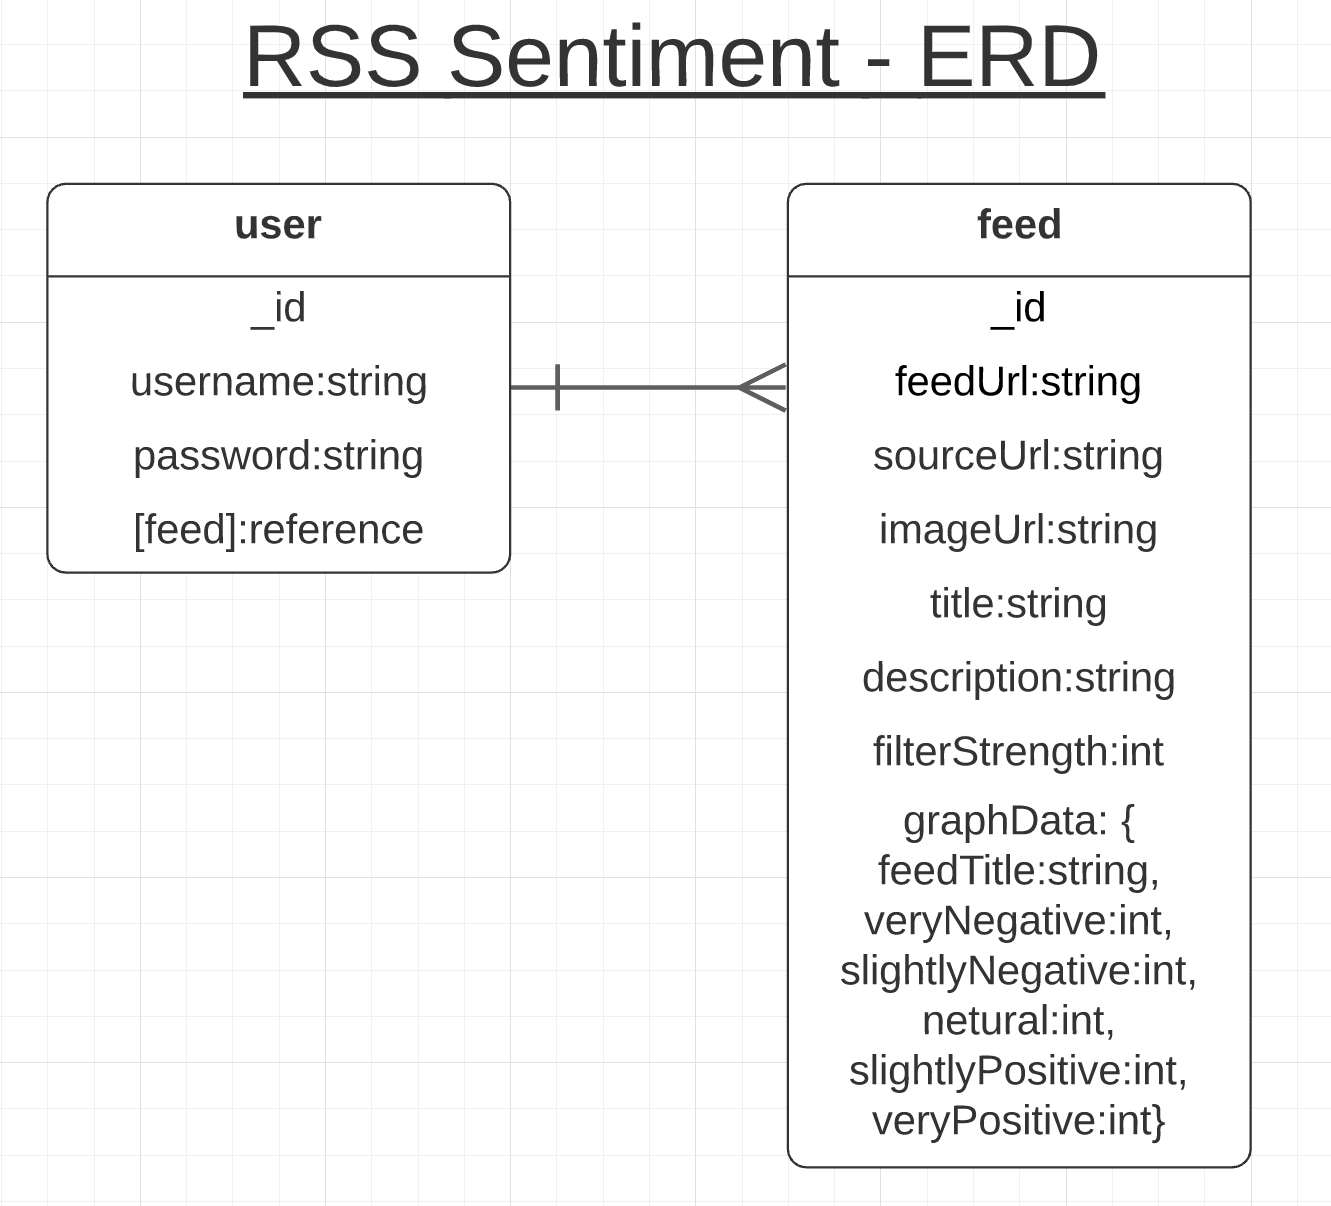 RSS Sentiment - ERD
user
_id
username:string
password:string
[feed]:reference
feed
_id
feedUrl:string
sourceUrl:string
imageUrl:string
title:string
description:string
filterStrength:int
graphData: {
feedTitle:string,
veryNegative:int,
slightlyNegative:int,
netural:int,
slightlyPositive:int,
veryPositive:int}